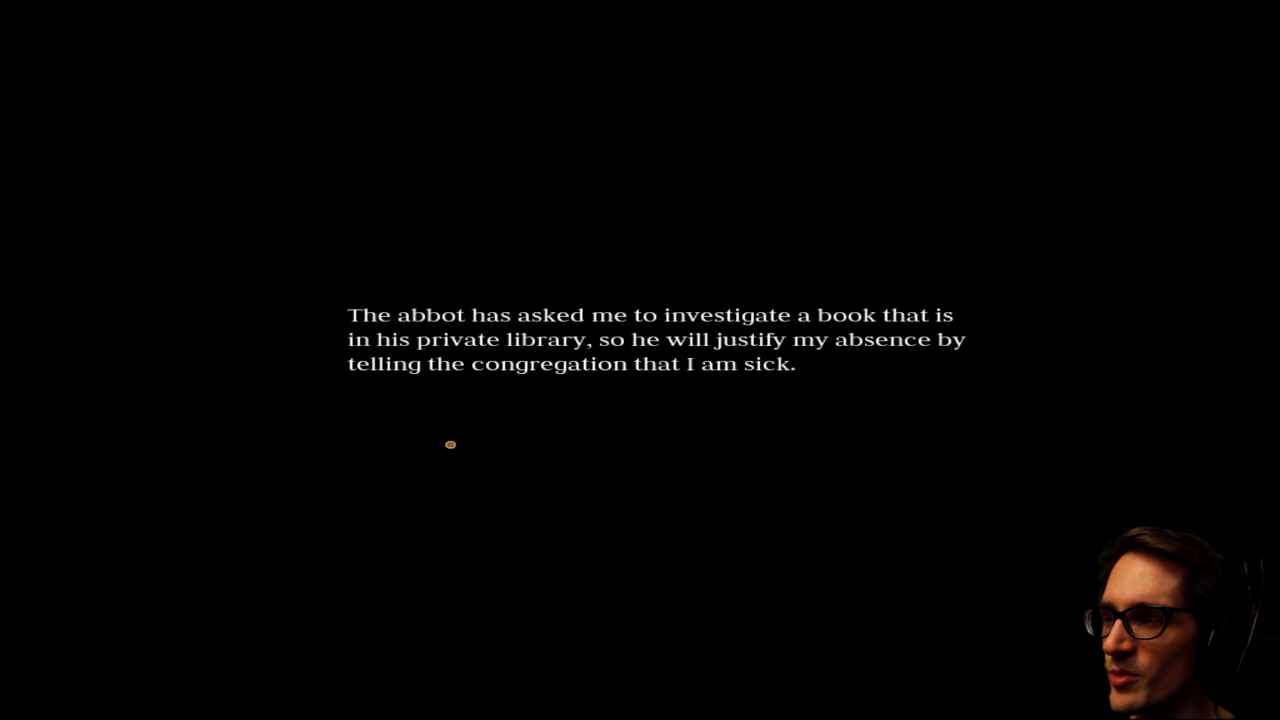 The abbot has asked me to investigate a book that is
in his private library, so he will justify my absence by
telling the congregation that I am sick.